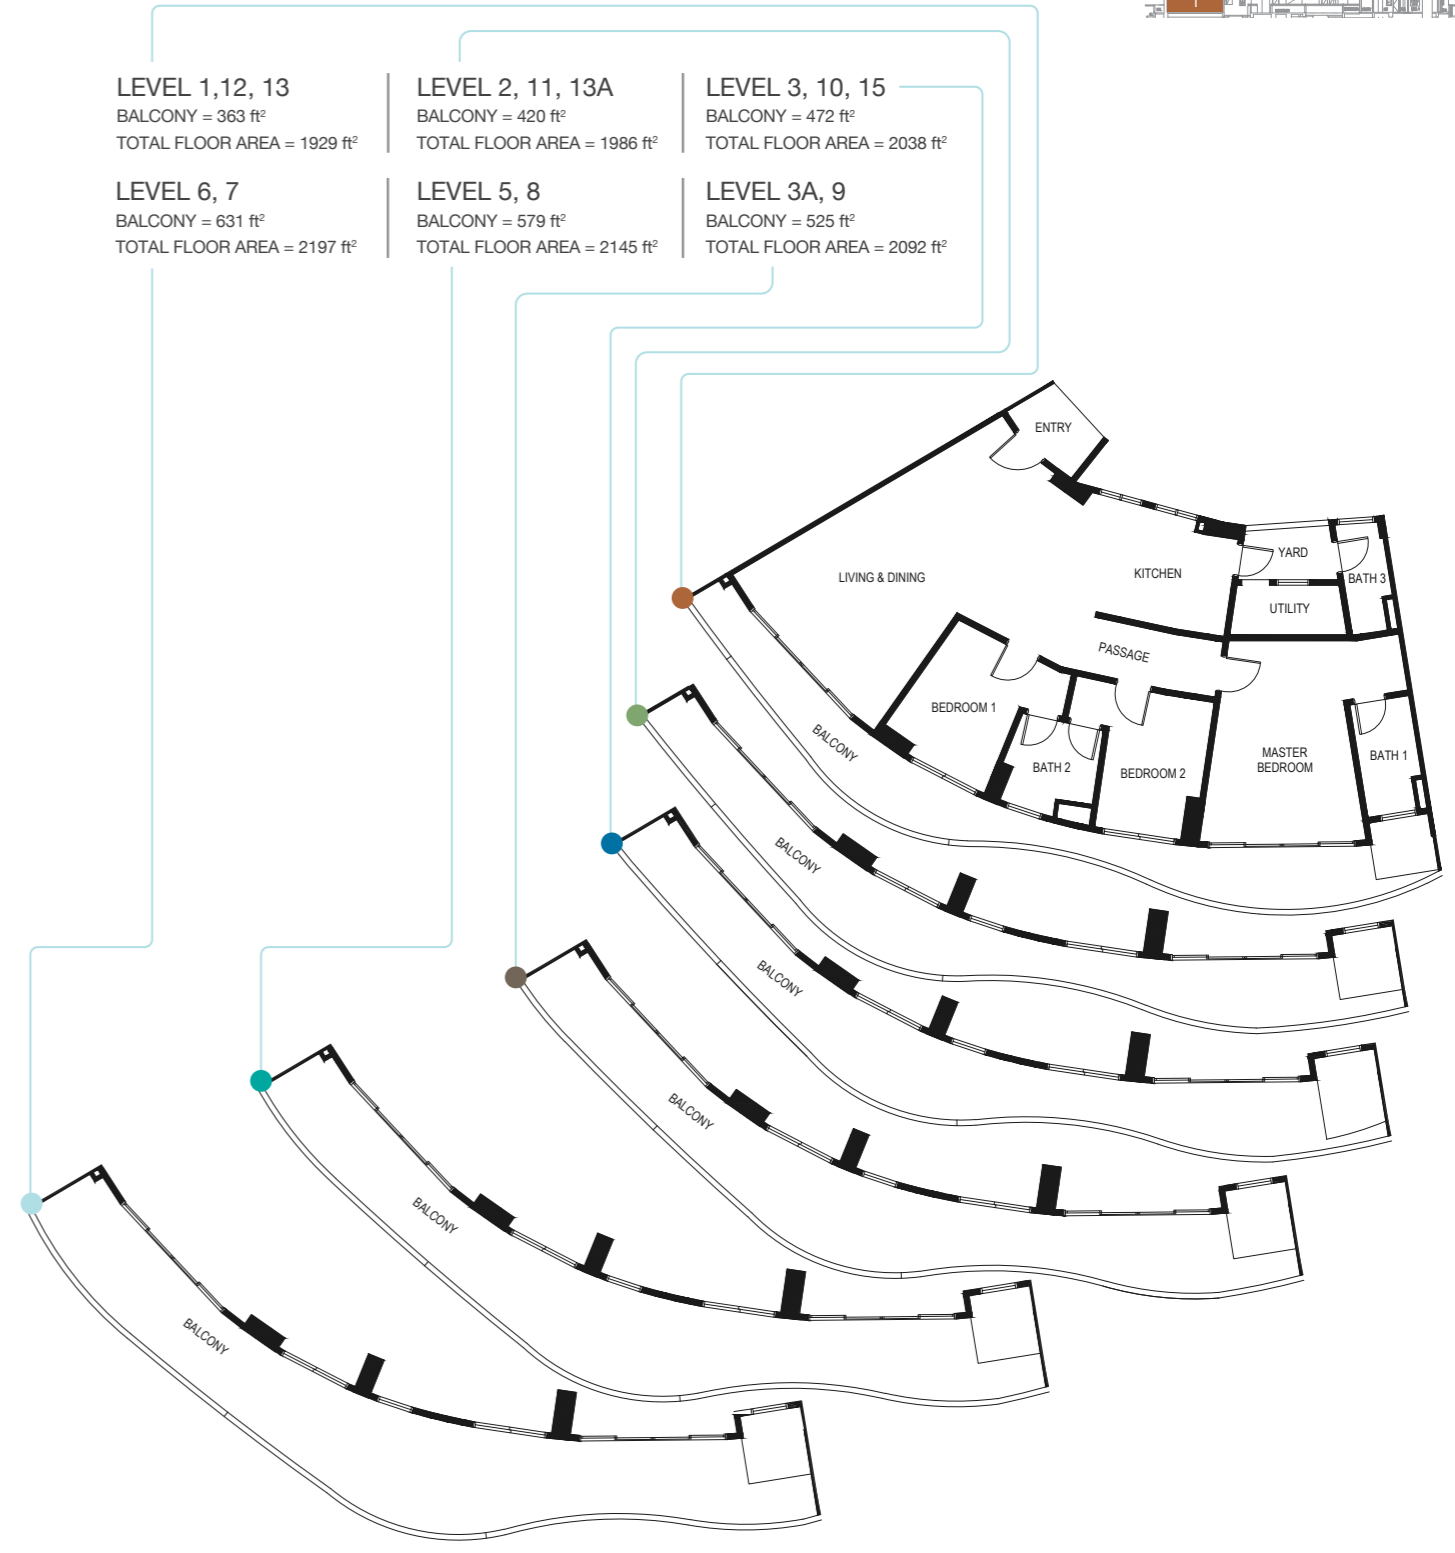 LEVEL 1,12, 13
BALCONY = 363 ft²
TOTAL FLOOR AREA = 1929 ft²
LEVEL 2, 11, 13A
BALCONY = 420 ft²
TOTAL FLOOR AREA = 1986 ft²
LEVEL 3, 10, 15
BALCONY = 472 ft²
TOTAL FLOOR AREA = 2038 ft²
LEVEL 6, 7
BALCONY = 631 ft²
TOTAL FLOOR AREA = 2197 ft²
LEVEL 5, 8
BALCONY = 579 ft²
TOTAL FLOOR AREA = 2145 ft²
LEVEL 3A, 9
BALCONY = 525 ft²
TOTAL FLOOR AREA = 2092 ft²
ENTRY
LIVING & DINING
KITCHEN
YARD
BATH 3
UTILITY
PASSAGE
BEDROOM 1
BATH 2
BEDROOM 2
MASTER
BEDROOM
BATH 1
BALCONY
BALCONY
BALCONY
BALCONY
BALCONY
BALCONY